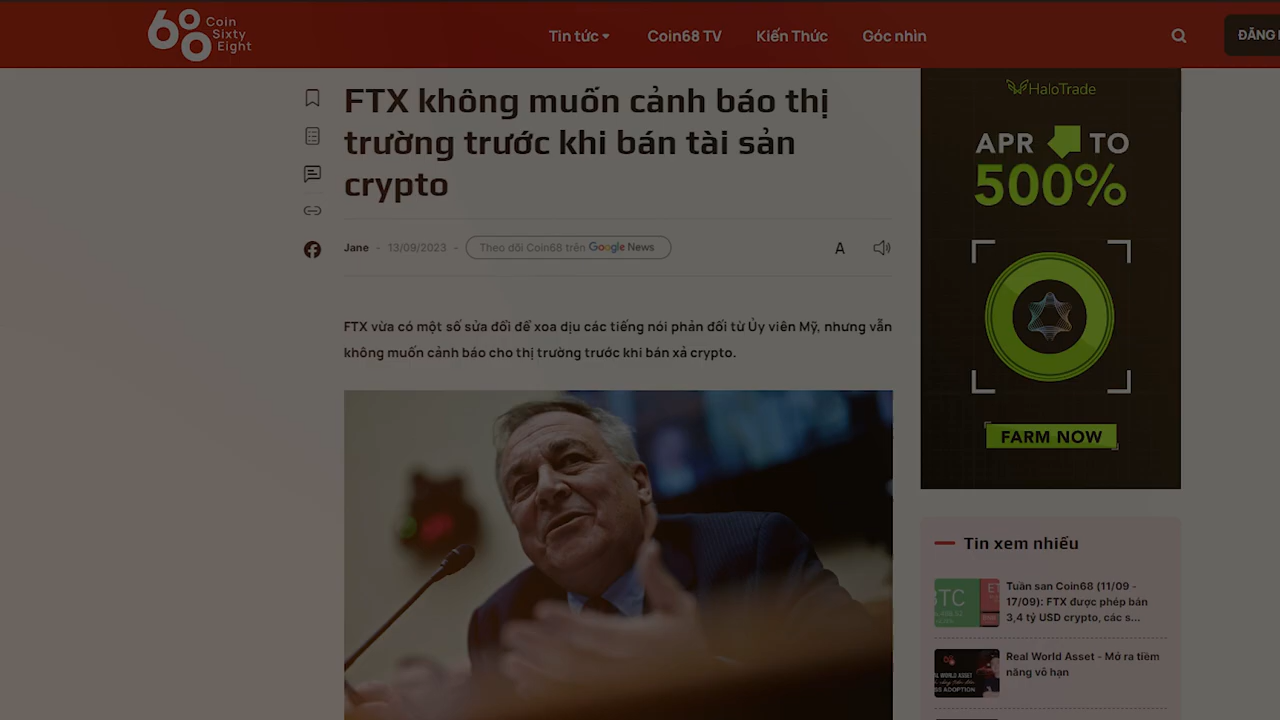 68
Coin
Sixty
Eight
Tin tức
Coin68 TV
Kiến Thức
Góc nhìn
ĐĂNG
FTX không muốn cảnh báo thị
trường trước khi bán tài sản
crypto
Jane - 13/09/2023 -
Theo dõi Coin68 trên Google News
A
FTX vừa có một số sửa đổi để xoa dịu các tiếng nói phản đối từ Ủy viên Mỹ, nhưng vẫn
không muốn cảnh báo cho thị trường trước khi bán xả crypto.
HaloTrade
APR TO
500%
FARM NOW
Tin xem nhiều
Tuần san Coin68 (11/09 -
17/09): FTX được phép bán
3,4 tỷ USD crypto, các s...
Real World Asset - Mở ra tiềm
năng vô hạn